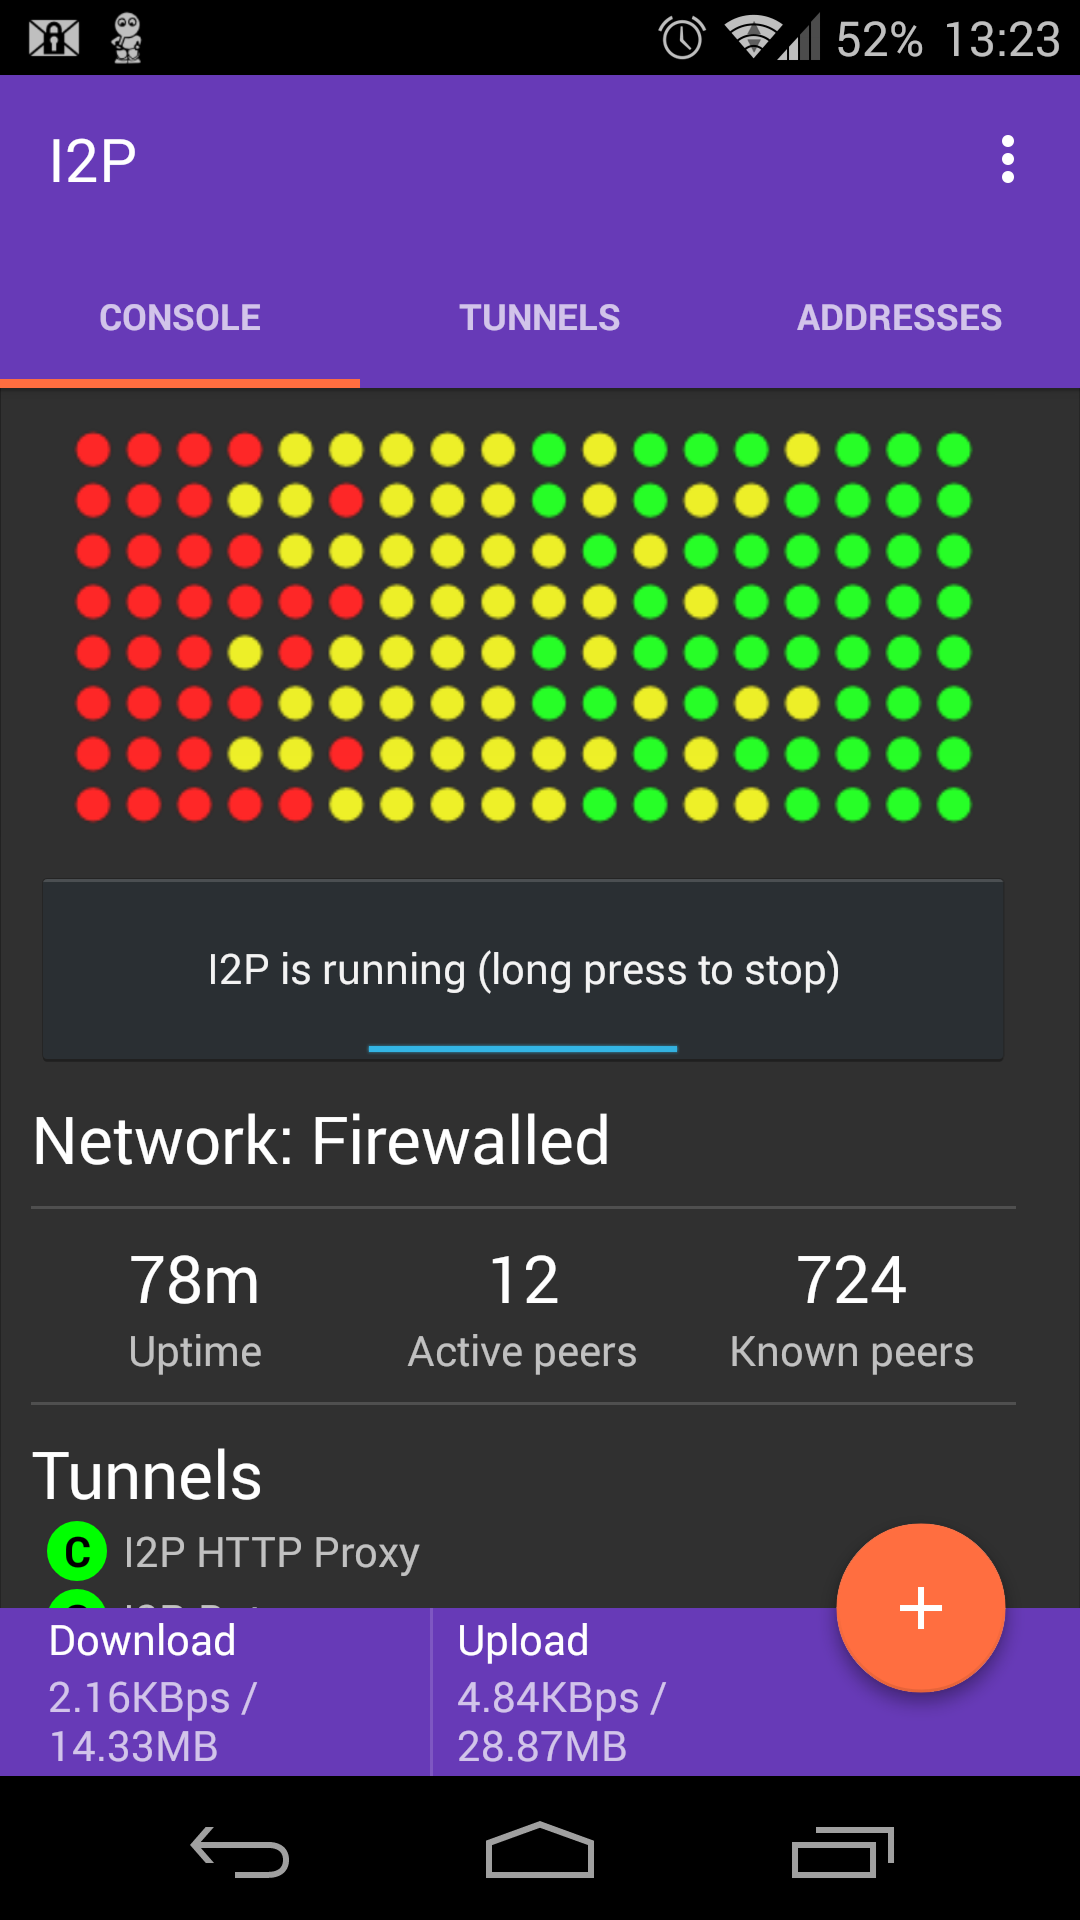 52% 13:23
I2P
CONSOLE TUNNELS ADDRESSES
I2P is running (long press to stop)
Network: Firewalled
78m 12 724
Uptime Active peers Known peers
Tunnels
C I2P HTTP Proxy
Download Upload
2.16KBps / 4.84KBps /
14.33MB 28.87MB